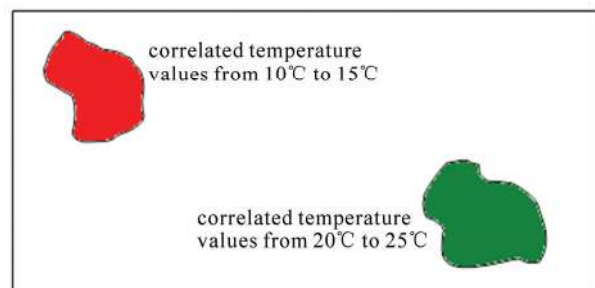 correlated temperature
values from 10℃ to 15℃
correlated temperature
values from 20℃ to 25℃